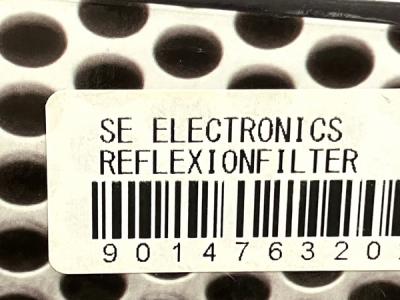 SE ELECTRONICS
REFLEXIONFILTER
901476320